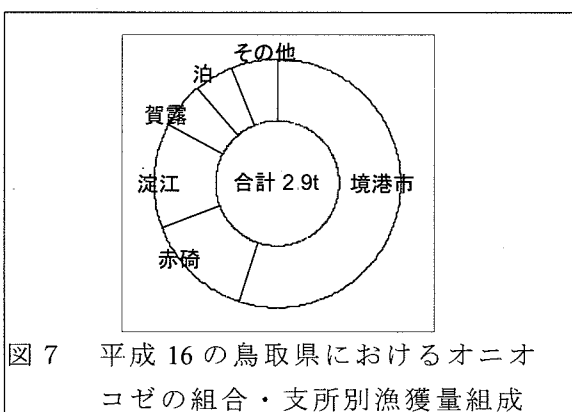 その他
泊
賀露
淀江
合計 2.9t
境港市
赤碕
図 7 平成 16 の鳥取県におけるオニオ
コゼの組合・支所別漁獲量組成